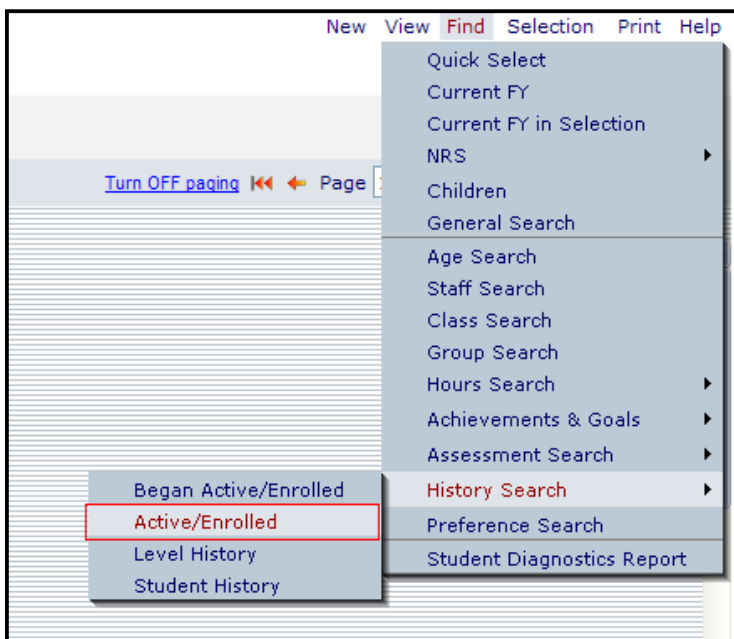 New View Find Selection Print Help
Quick Select
Current FY
Current FY in Selection
NRS
Turn OFF paging Page
Children
General Search
Age Search
Staff Search
Class Search
Group Search
Hours Search
Achievements & Goals
Assessment Search
History Search
Began Active/Enrolled
Active/Enrolled
Level History
Student History
Preference Search
Student Diagnostics Report